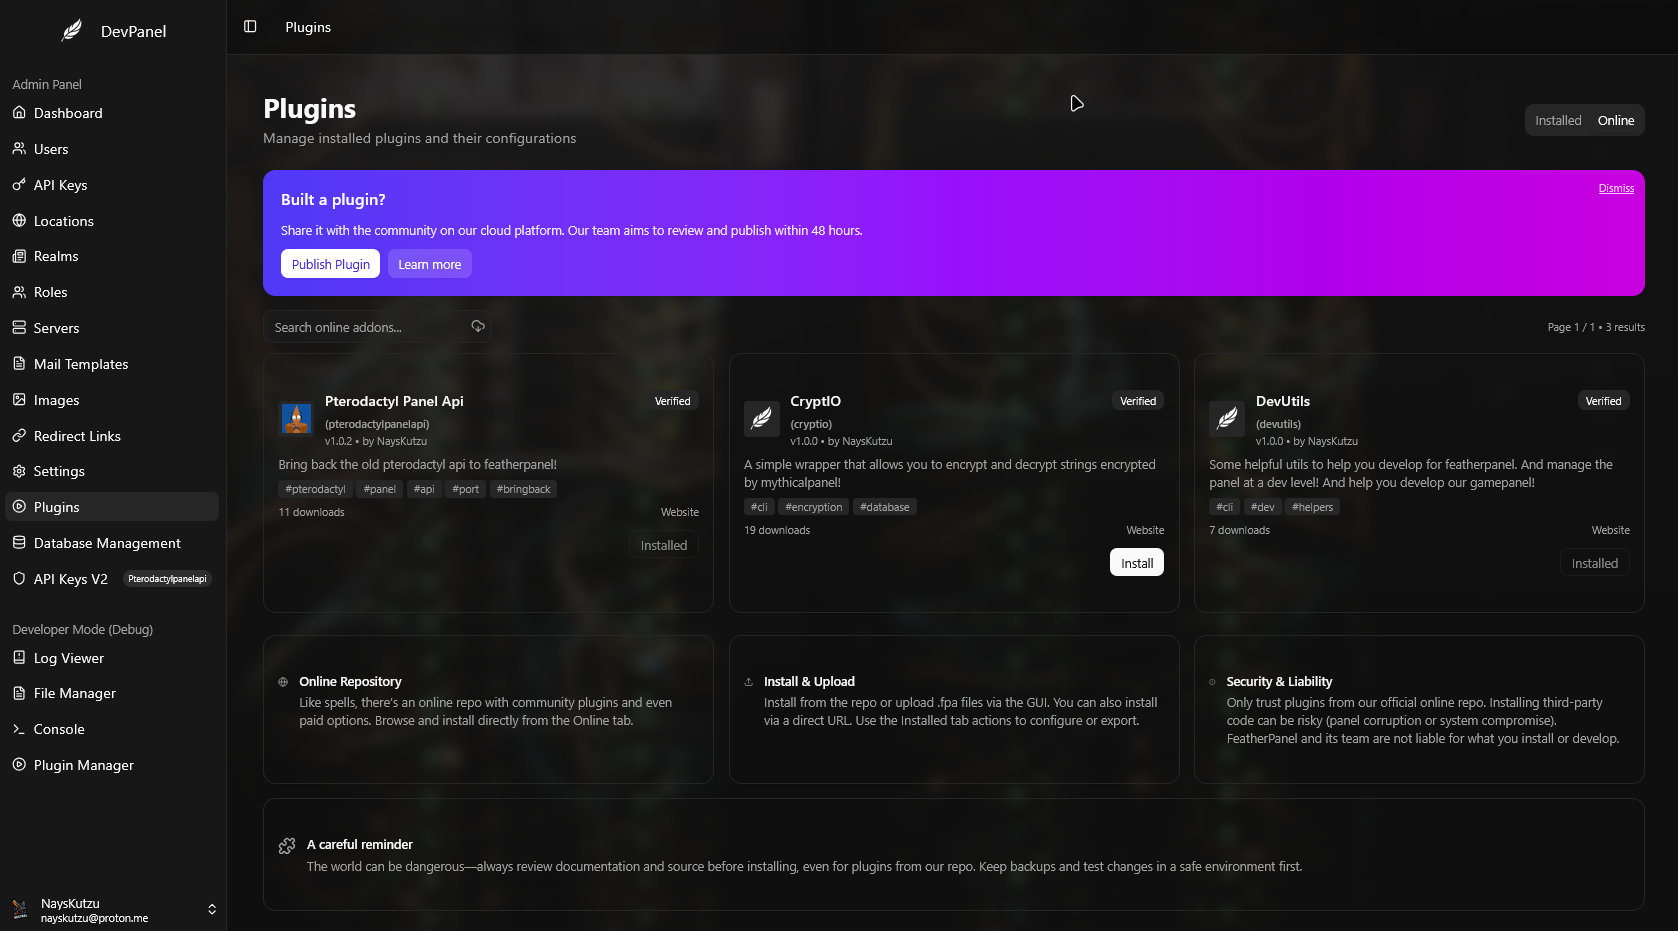 DevPanel
Plugins
Admin Panel
Dashboard
Users
API Keys
Locations
Realms
Roles
Servers
Mail Templates
Images
Redirect Links
Settings
Plugins
Database Management
API Keys V2 Pterodactylpanelapi
Developer Mode (Debug)
Log Viewer
File Manager
Console
Plugin Manager
NaysKutzu
nayskutzu@proton.me
Plugins
Manage installed plugins and their configurations
Installed Online
Built a plugin?
Dismiss
Share it with the community on our cloud platform. Our team aims to review and publish within 48 hours.
Publish Plugin Learn more
Search online addons...
Page 1 / 1 • 3 results
Pterodactyl Panel Api Verified
(pterodactylpanelapi)
v1.0.2 • by NaysKutzu
Bring back the old pterodactyl api to featherpanel!
#pterodactyl #panel #api #port #bringback
11 downloads Website
Installed
CryptIO Verified
(cryptio)
v1.0.0 • by NaysKutzu
A simple wrapper that allows you to encrypt and decrypt strings encrypted
by mythicalpanel!
#cli #encryption #database
19 downloads Website
Install
DevUtils Verified
(devutils)
v1.0.0 • by NaysKutzu
Some helpful utils to help you develop for featherpanel. And manage the
panel at a dev level! And help you develop our gamepanel!
#cli #dev #helpers
7 downloads Website
Installed
Online Repository
Like spells, there's an online repo with community plugins and even
paid options. Browse and install directly from the Online tab.
Install & Upload
Install from the repo or upload .fpa files via the GUI. You can also install
via a direct URL. Use the Installed tab actions to configure or export.
Security & Liability
Only trust plugins from our official online repo. Installing third-party
code can be risky (panel corruption or system compromise).
FeatherPanel and its team are not liable for what you install or develop.
A careful reminder
The world can be dangerous—always review documentation and source before installing, even for plugins from our repo. Keep backups and test changes in a safe environment first.